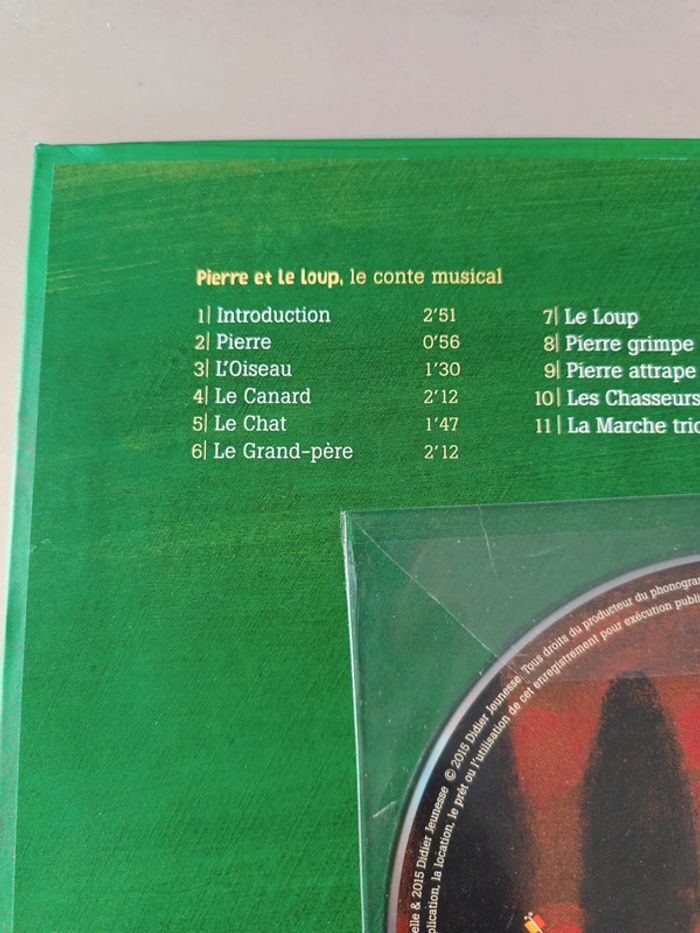 Pierre et le loup, le conte musical
1| Introduction 2'51
2| Pierre 0'56
3| L'Oiseau 1'30
4| Le Canard 2'12
5| Le Chat 1'47
6| Le Grand-père 2'12
7| Le Loup
8| Pierre grimpe
9| Pierre attrape
10| Les Chasseurs
11| La Marche
& 2015 Didier Jeunesse © 2015 Didier Jeunesse Tous droits du producteur du
la location, le prêt ou l'utilisation de cet enregistrement pour exécution